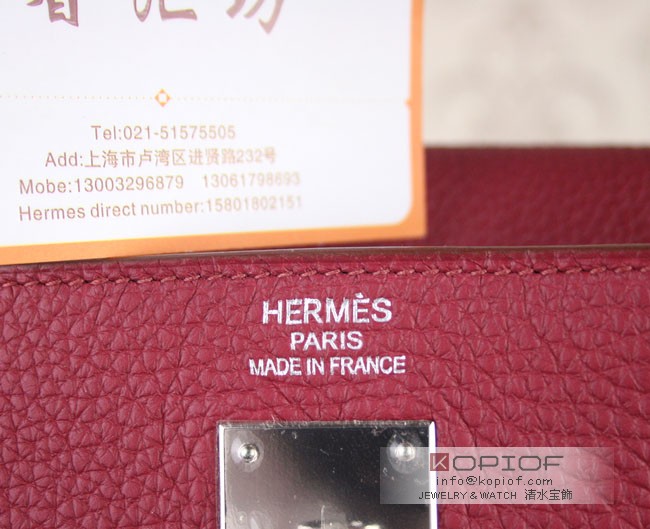 Tel:021-51575505
Add:上海市卢湾区进贤路232号
Mobe:13003296879 13061798693
Hermes direct number:15801802151
HERMÈS
PARIS
MADE IN FRANCE
KOPIOF
info@kopiof.com
JEWELRY & WATCH 清水宝飾